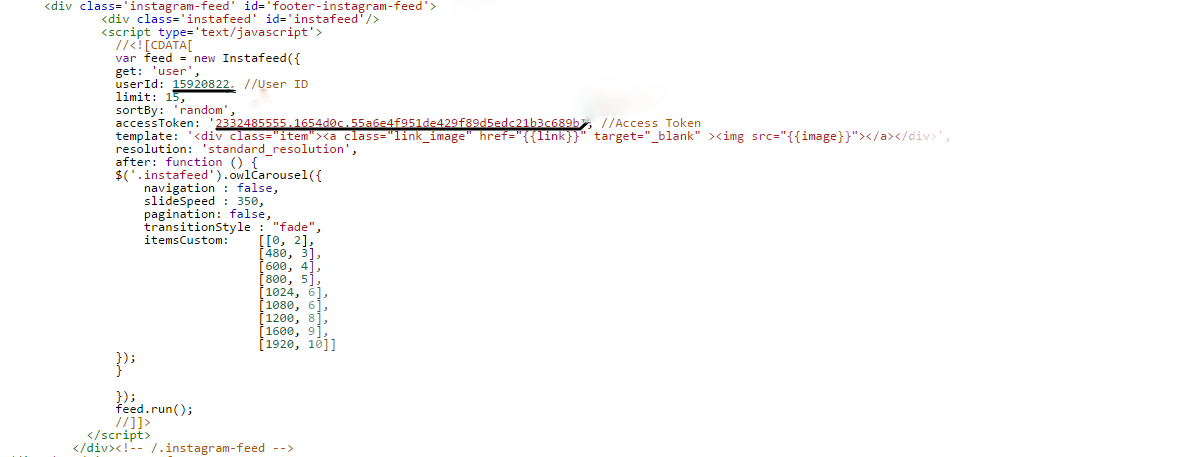 <div class='instagram-feed' id='footer-instagram-feed'>
<div class='instafeed' id='instafeed'/>
<script type='text/javascript'>
//<![CDATA[
var feed = new Instafeed({
get: 'user',
userId: 15920822, //User ID
limit: 15,
sortBy: 'random',
accessToken: '2332485555.1654d0c.55a6e4f951de429f89d5edc21b3c689b', //Access Token
template: '<div class="item"><a class="link_image" href="{{link}}" target="_blank" ><img src="{{image}}"></a></div>',
resolution: 'standard_resolution',
after: function () {
$('.instafeed').owlCarousel({
navigation : false,
slideSpeed : 350,
pagination: false,
transitionStyle : "fade",
itemsCustom: [[0, 2],
[480, 3],
[600, 4],
[800, 5],
[1024, 6],
[1080, 6],
[1200, 8],
[1600, 9],
[1920, 10]]
});
}
});
feed.run();
//]]>
</script>
</div><!-- /.instagram-feed -->